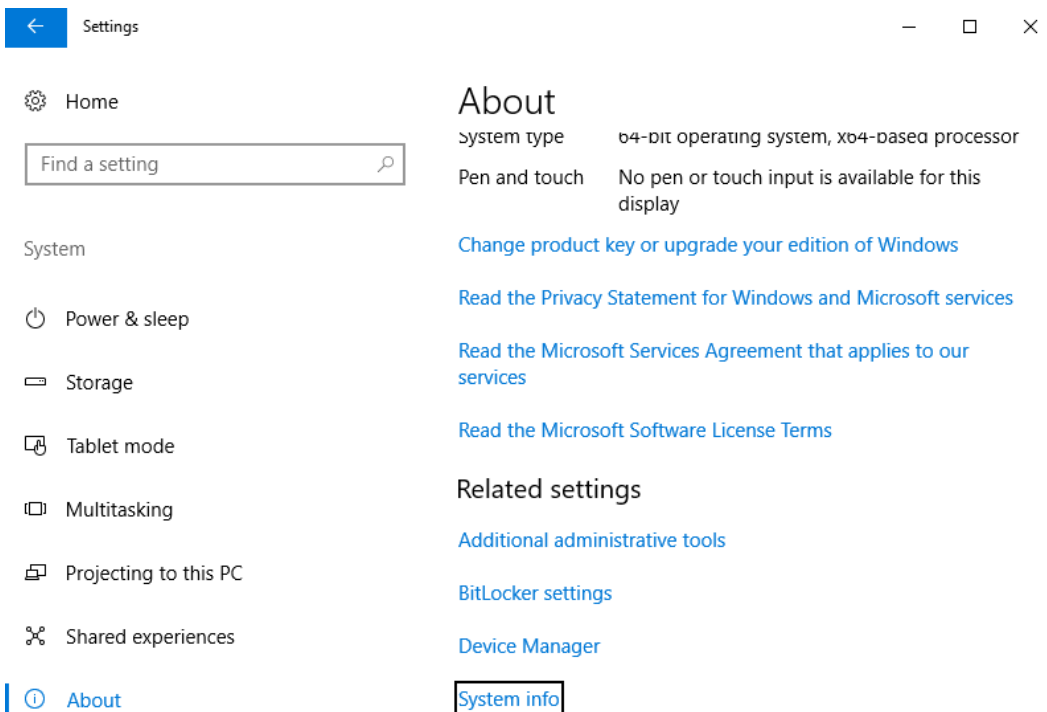 Settings
Home
Find a setting
System
Power & sleep
Storage
Tablet mode
Multitasking
Projecting to this PC
Shared experiences
About
About
System type 64-bit operating system, x64-based processor
Pen and touch No pen or touch input is available for this
display
Change product key or upgrade your edition of Windows
Read the Privacy Statement for Windows and Microsoft services
Read the Microsoft Services Agreement that applies to our
services
Read the Microsoft Software License Terms
Related settings
Additional administrative tools
BitLocker settings
Device Manager
System info